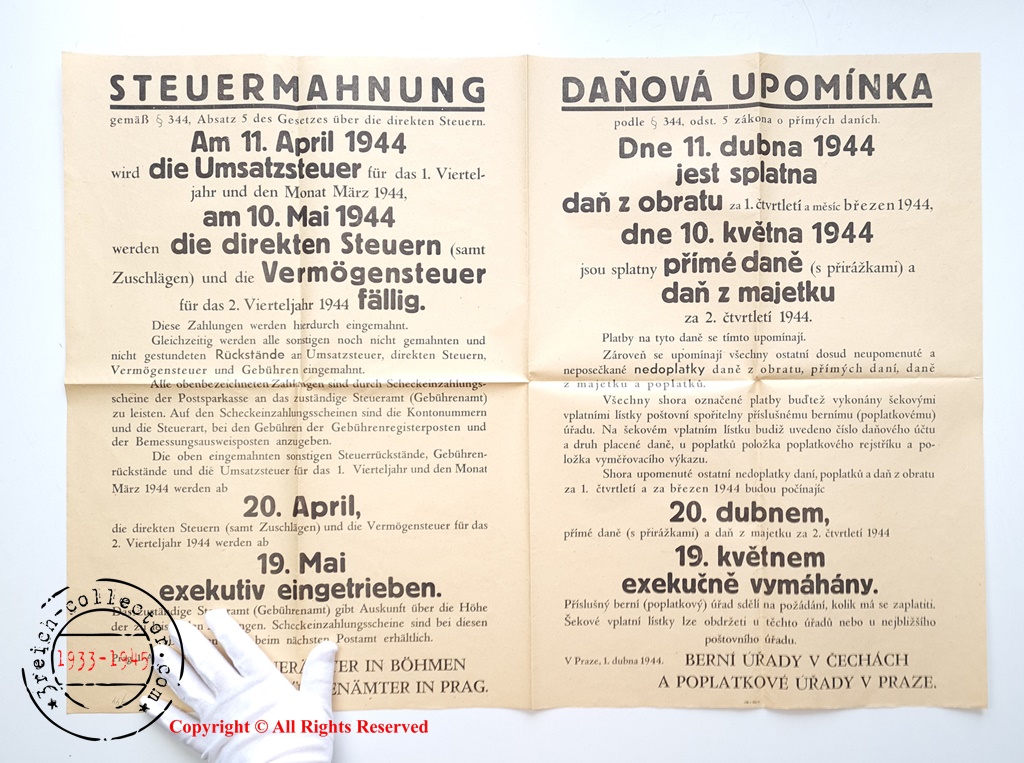 STEUERMAHNUNG
gemäß § 344, Absatz 5 des Gesetzes über die direkten Steuern.
Am 11. April 1944
wird die Umsatzsteuer für das 1. Viertel-
jahr und den Monat März 1944,
am 10. Mai 1944
werden die direkten Steuern (samt
Zuschlägen) und die Vermögensteuer
für das 2. Vierteljahr 1944 fällig.
Diese Zahlungen werden hierdurch eingemahnt.
Gleichzeitig werden alle sonstigen noch nicht gemahnten und
nicht gestundeten Rückstände an Umsatzsteuer, direkten Steuern,
Vermögensteuer und Gebühren eingemahnt.
Alle obenbezeichneten Zahlungen sind durch Scheckeinzahlungs-
scheine der Postsparkasse an das zuständige Steueramt (Gebührenamt)
zu leisten. Auf den Scheckeinzahlungsscheinen sind die Kontonummern
und die Steuerart, bei den Gebühren der Gebührenregisterposten und
der Bemessungsausweisposten anzugeben.
Die oben eingemahnten sonstigen Steuerrückstände, Gebühren-
rückstände und die Umsatzsteuer für das 1. Vierteljahr und den Monat
März 1944 werden ab
20. April,
die direkten Steuern (samt Zuschlägen) und die Vermögensteuer für das
2. Vierteljahr 1944 werden ab
19. Mai
exekutiv eingetrieben.
Das zuständige Steueramt (Gebührenamt) gibt Auskunft über die Höhe
der Scheckeinzahlungsscheine sind bei diesen
beim nächsten Postamt erhältlich.
IN BÖHMEN
IN PRAG.
DAŇOVÁ UPOMÍNKA
podle § 344, odst. 5 zákona o přímých daních.
Dne 11. dubna 1944
jest splatna
daň z obratu za 1. čtvrtletí a měsíc březen 1944,
dne 10. května 1944
jsou splatny přímé daně (s přirážkami) a
daň z majetku
za 2. čtvrtletí 1944.
Platby na tyto daně se tímto upomínají.
Zároveň se upomínají všechny ostatní dosud neupomenuté a
neposečkané nedoplatky daně z obratu, přímých daní, daně
z majetku a poplatků.
Všechny shora označené platby buďtež vykonány šekovými
vplatními lístky poštovní spořitelny příslušnému bernímu (poplatkovému)
úřadu. Na šekovém vplatním lístku budiž uvedeno číslo daňového účtu
a druh placené daně, u poplatků položka poplatkového rejstříku a po-
ložka vyměřovacího výkazu.
Shora upomenuté ostatní nedoplatky daní, poplatků a daň z obratu
za 1. čtvrtletí a za březen 1944 budou počínajíc
20. dubnem,
přímé daně (s přirážkami) a daň z majetku za 2. čtvrtletí 1944
19. květnem
exekučně vymáhány.
Příslušný berní (poplatkový) úřad sdělí na požádání, kolik má se zaplatiti.
Šekové vplatní lístky lze obdržeti u těchto úřadů nebo u nejbližšího
poštovního úřadu.
V Praze, 1. dubna 1944.
BERNÍ ÚŘADY V ČECHÁCH
A POPLATKOVÉ ÚŘADY V PRAZE.
3reich-collector.com
1933-1945
Copyright © All Rights Reserved